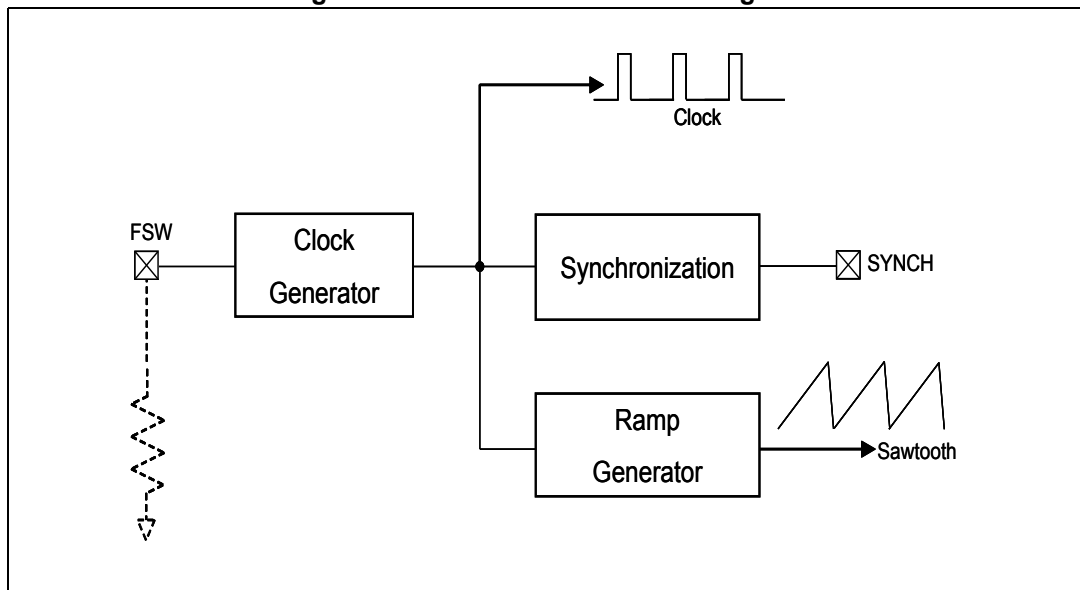 Clock
FSW
Clock
Generator
Synchronization
SYNCH
Ramp
Generator
Sawtooth